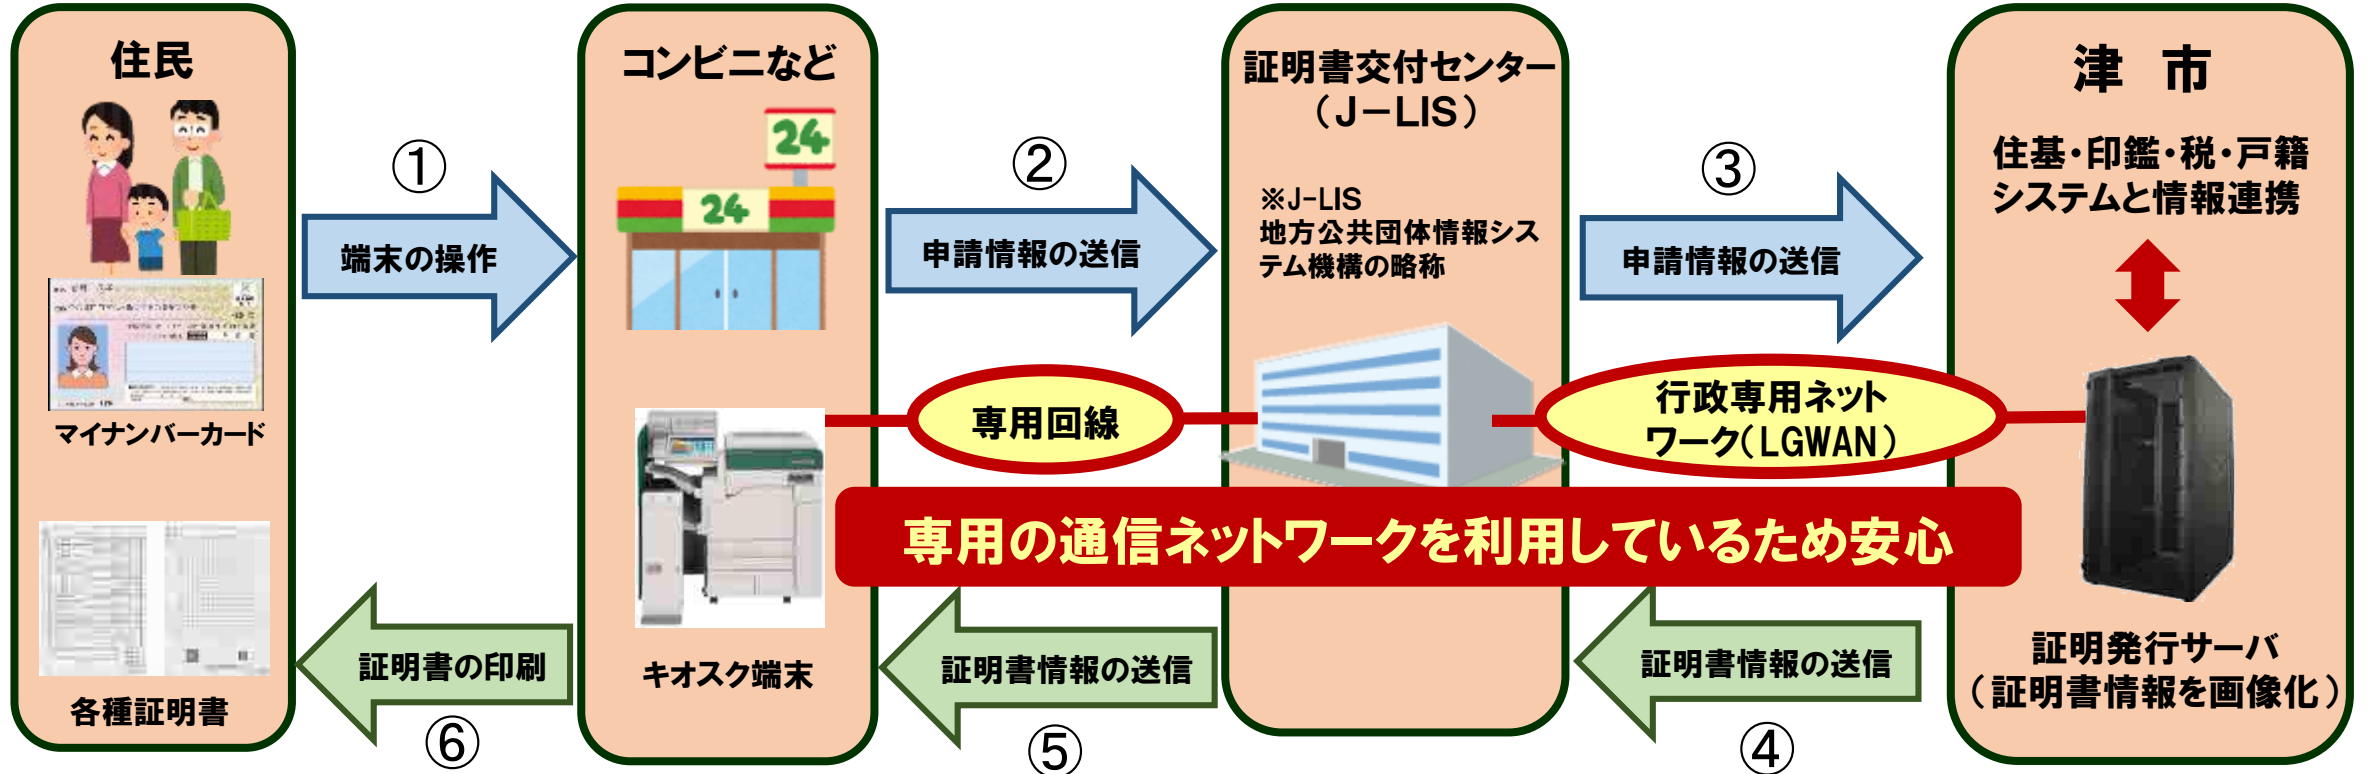 住民
マイナンバーカード
各種証明書
①
端末の操作
コンビニなど
24
24
キオスク端末
②
申請情報の送信
専用回線
証明書交付センター
（J－LIS）
※J-LIS
地方公共団体情報シス
テム機構の略称
③
申請情報の送信
行政専用ネット
ワーク（LGWAN）
津 市
住基・印鑑・税・戸籍
システムと情報連携
専用の通信ネットワークを利用しているため安心
証明発行サーバ
（証明書情報を画像化）
証明書情報の送信
④
証明書情報の送信
⑤
証明書の印刷
⑥